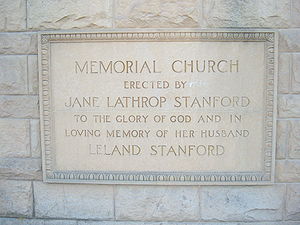 MEMORIAL CHURCH
ERECTED BY
JANE LATHROP STANFORD
TO THE GLORY OF GOD AND IN
LOVING MEMORY OF HER HUSBAND
LELAND STANFORD